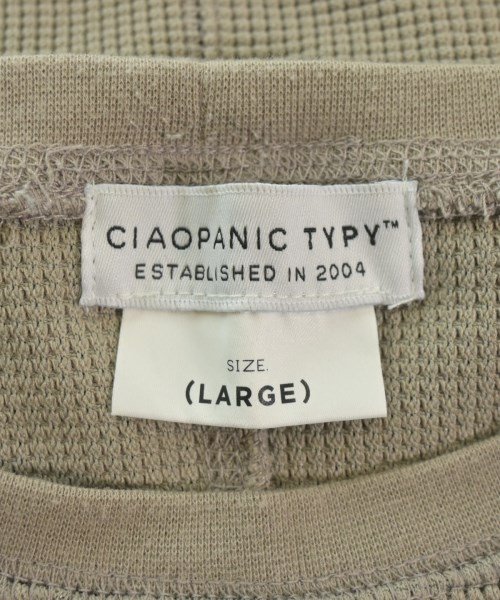 CIAOPANIC TYPY™
ESTABLISHED IN 2004
SIZE.
(LARGE)